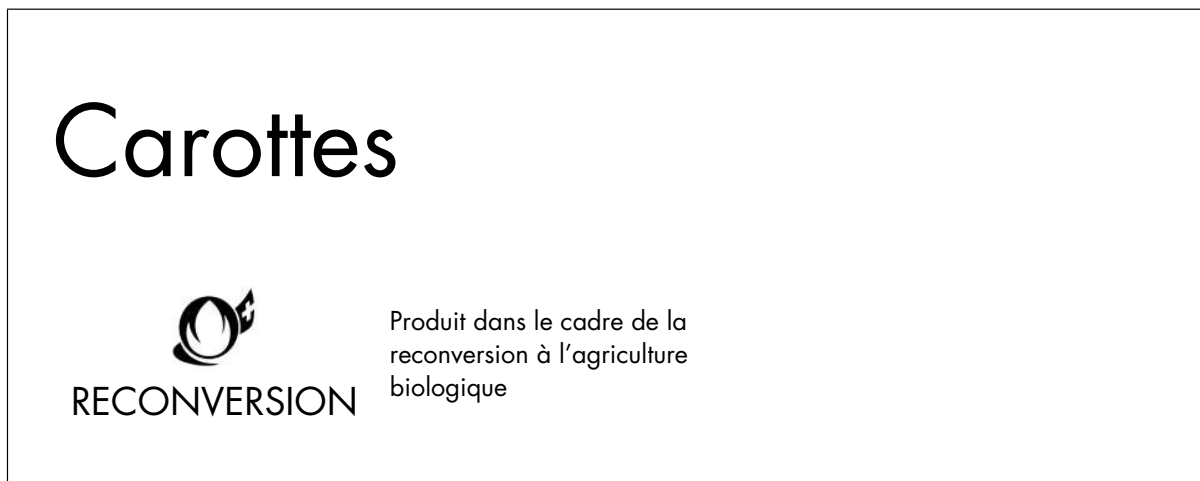 Carottes
RECONVERSION
Produit dans le cadre de la
reconversion à l’agriculture
biologique